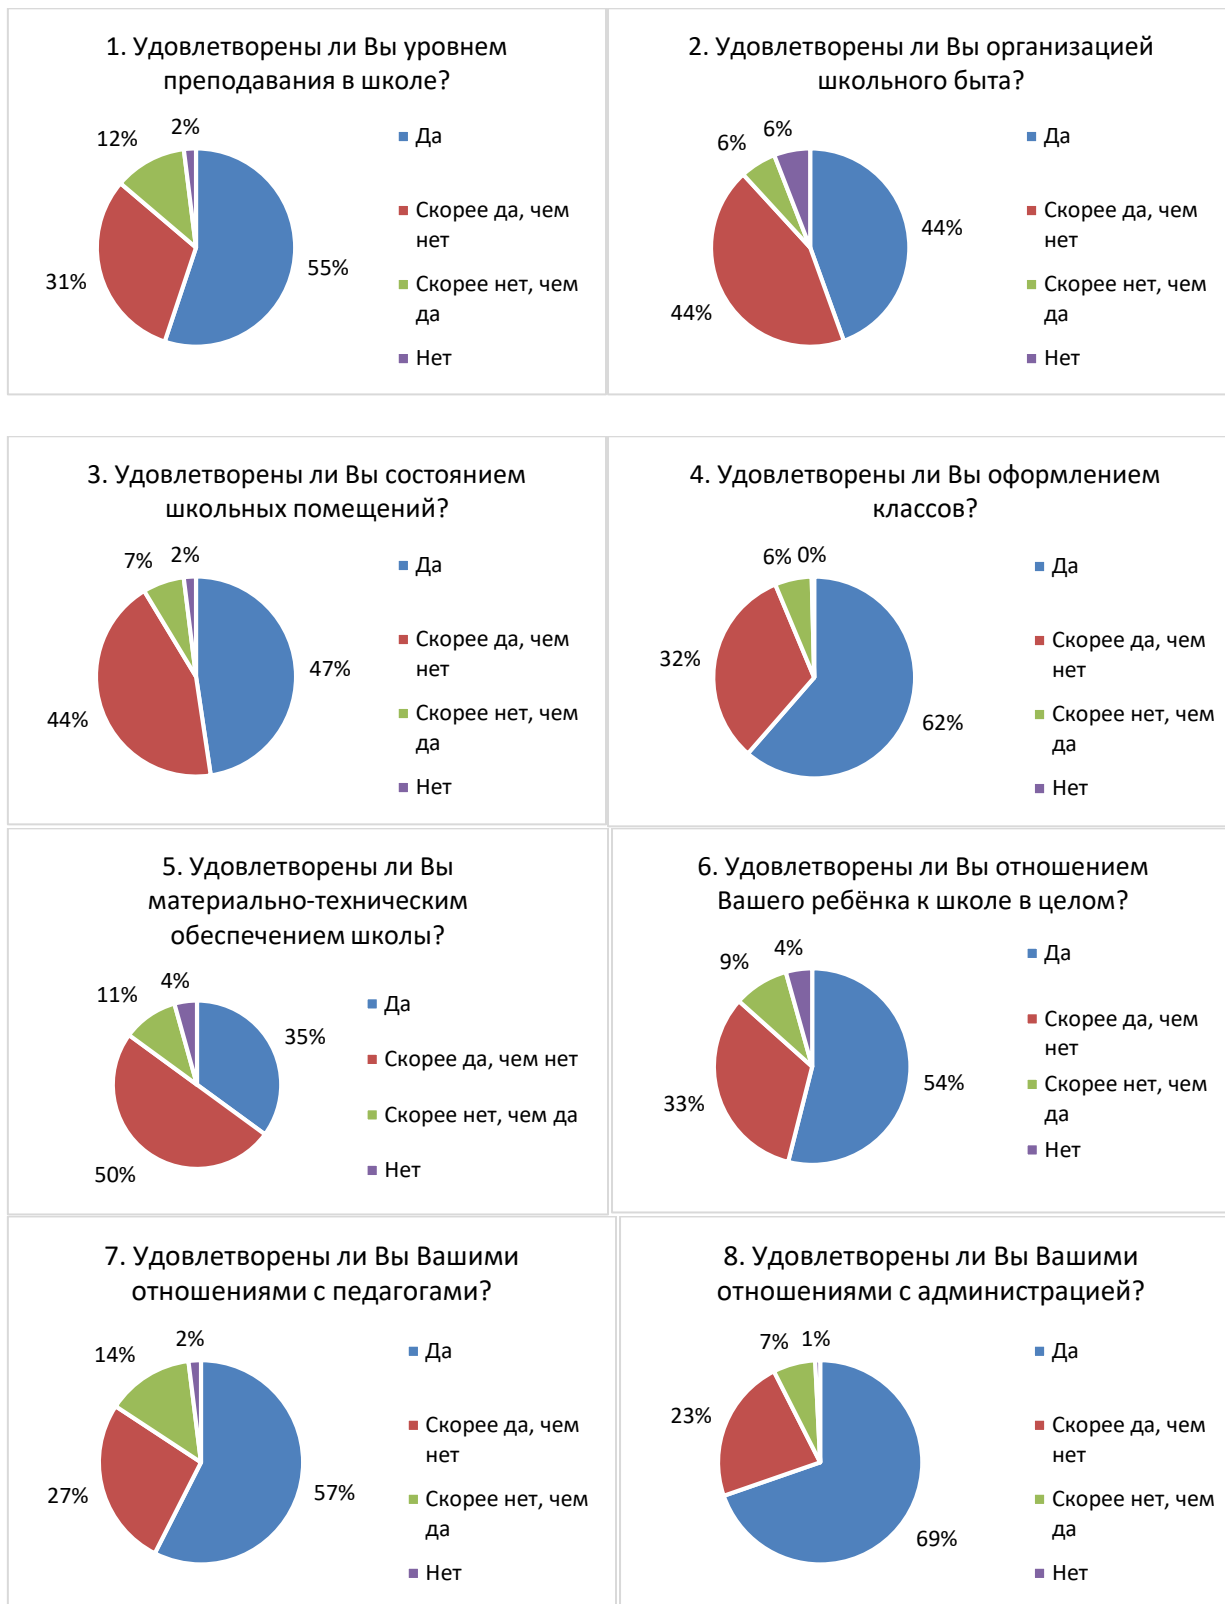 1. Удовлетворены ли Вы уровнем
преподавания в школе?
12%
2%
31%
55%
Да
Скорее да, чем
нет
Скорее нет, чем
да
Нет
2. Удовлетворены ли Вы организацией
школьного быта?
6%
6%
44%
44%
Да
Скорее да, чем
нет
Скорее нет, чем
да
Нет
3. Удовлетворены ли Вы состоянием
школьных помещений?
7%
2%
47%
44%
Да
Скорее да, чем
нет
Скорее нет, чем
да
Нет
4. Удовлетворены ли Вы оформлением
классов?
6%
0%
32%
62%
Да
Скорее да, чем
нет
Скорее нет, чем
да
Нет
5. Удовлетворены ли Вы
материально-техническим
обеспечением школы?
11%
4%
35%
50%
Да
Скорее да, чем нет
Скорее нет, чем да
Нет
6. Удовлетворены ли Вы отношением
Вашего ребёнка к школе в целом?
9%
4%
33%
54%
Да
Скорее да, чем
нет
Скорее нет, чем
да
Нет
7. Удовлетворены ли Вы Вашими
отношениями с педагогами?
14%
2%
27%
57%
Да
Скорее да, чем
нет
Скорее нет, чем
да
Нет
8. Удовлетворены ли Вы Вашими
отношениями с администрацией?
7%
1%
23%
69%
Да
Скорее да, чем
нет
Скорее нет, чем
да
Нет